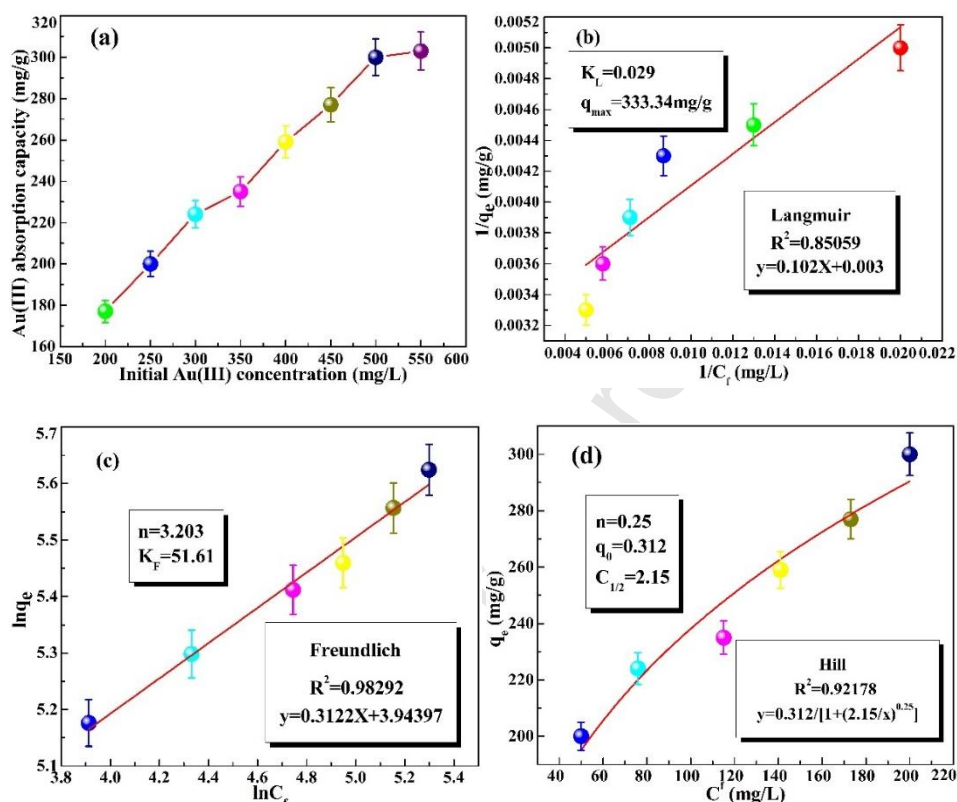 (a)
Au(III) absorption capacity (mg/g)
320
300
280
260
240
220
200
180
160
150 200 250 300 350 400 450 500 550 600
Initial Au(III) concentration (mg/L)
(b)
K_L=0.029
q_max=333.34mg/g
Langmuir
R²=0.85059
y=0.102X+0.003
1/q_e (mg/g)
0.0050
0.0048
0.0046
0.0044
0.0042
0.0040
0.0038
0.0036
0.0034
0.0032
0.004 0.006 0.008 0.010 0.012 0.014 0.016 0.018 0.020 0.022
1/C_f (mg/L)
(c)
n=3.203
K_F=51.61
Freundlich
R²=0.98292
y=0.3122X+3.94397
lnq_e
5.7
5.6
5.5
5.4
5.3
5.2
5.1
3.8 4.0 4.2 4.4 4.6 4.8 5.0 5.2 5.4
lnC_f
(d)
n=0.25
q_0=0.312
C_1/2=2.15
Hill
R²=0.92178
y=0.312/[1+(2.15/x)^0.25]
q_e (mg/g)
300
280
260
240
220
200
40 60 80 100 120 140 160 180 200 220
C^f (mg/L)